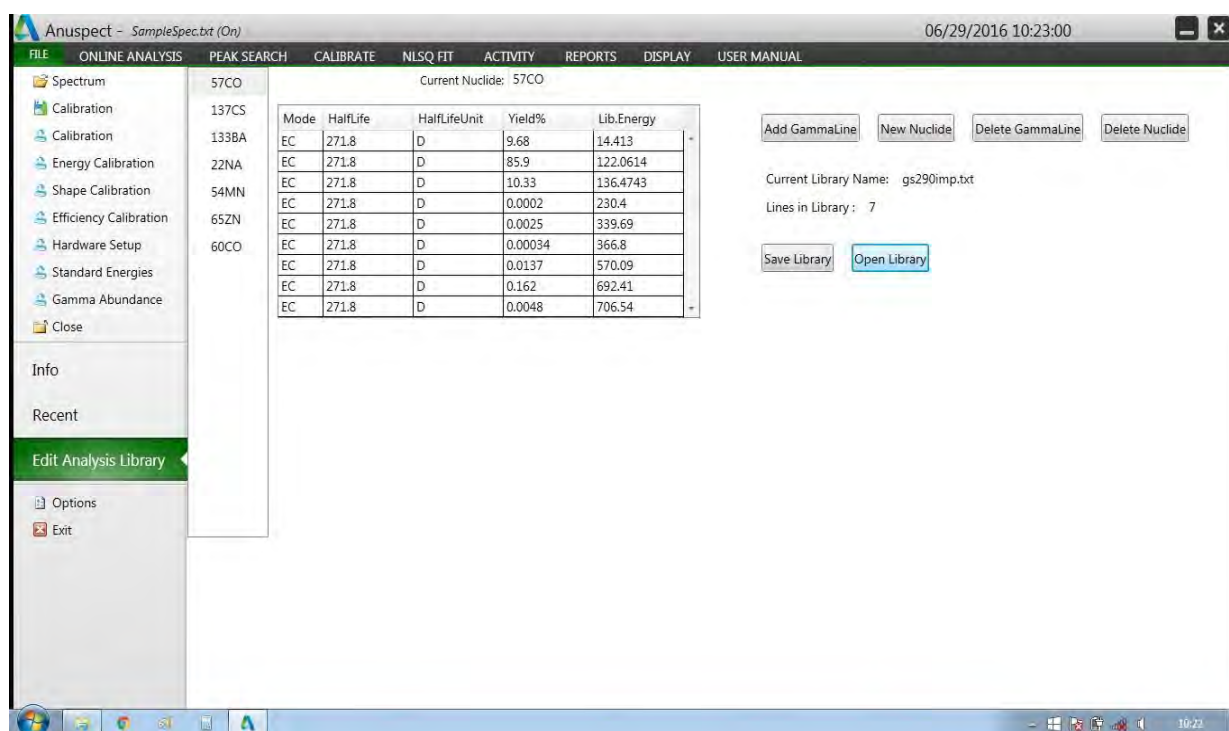 Anuspect - SampleSpec.txt (On) 06/29/2016 10:23:00
FILE ONLINE ANALYSIS PEAK SEARCH CALIBRATE NLSQ FIT ACTIVITY REPORTS DISPLAY USER MANUAL
Spectrum
Calibration
Calibration
Energy Calibration
Shape Calibration
Efficiency Calibration
Hardware Setup
Standard Energies
Gamma Abundance
Close
Info
Recent
Edit Analysis Library
Options
Exit
57CO
137CS
133BA
22NA
54MN
65ZN
60CO
Current Nuclide: 57CO
Mode HalfLife HalfLifeUnit Yield% Lib.Energy
EC 271.8 D 9.68 14.413
EC 271.8 D 85.9 122.0614
EC 271.8 D 10.33 136.4743
EC 271.8 D 0.0002 230.4
EC 271.8 D 0.0025 339.69
EC 271.8 D 0.00034 366.8
EC 271.8 D 0.0137 570.09
EC 271.8 D 0.162 692.41
EC 271.8 D 0.0048 706.54
Add GammaLine New Nuclide Delete GammaLine Delete Nuclide
Current Library Name: gs290imp.txt
Lines in Library : 7
Save Library Open Library
10:23